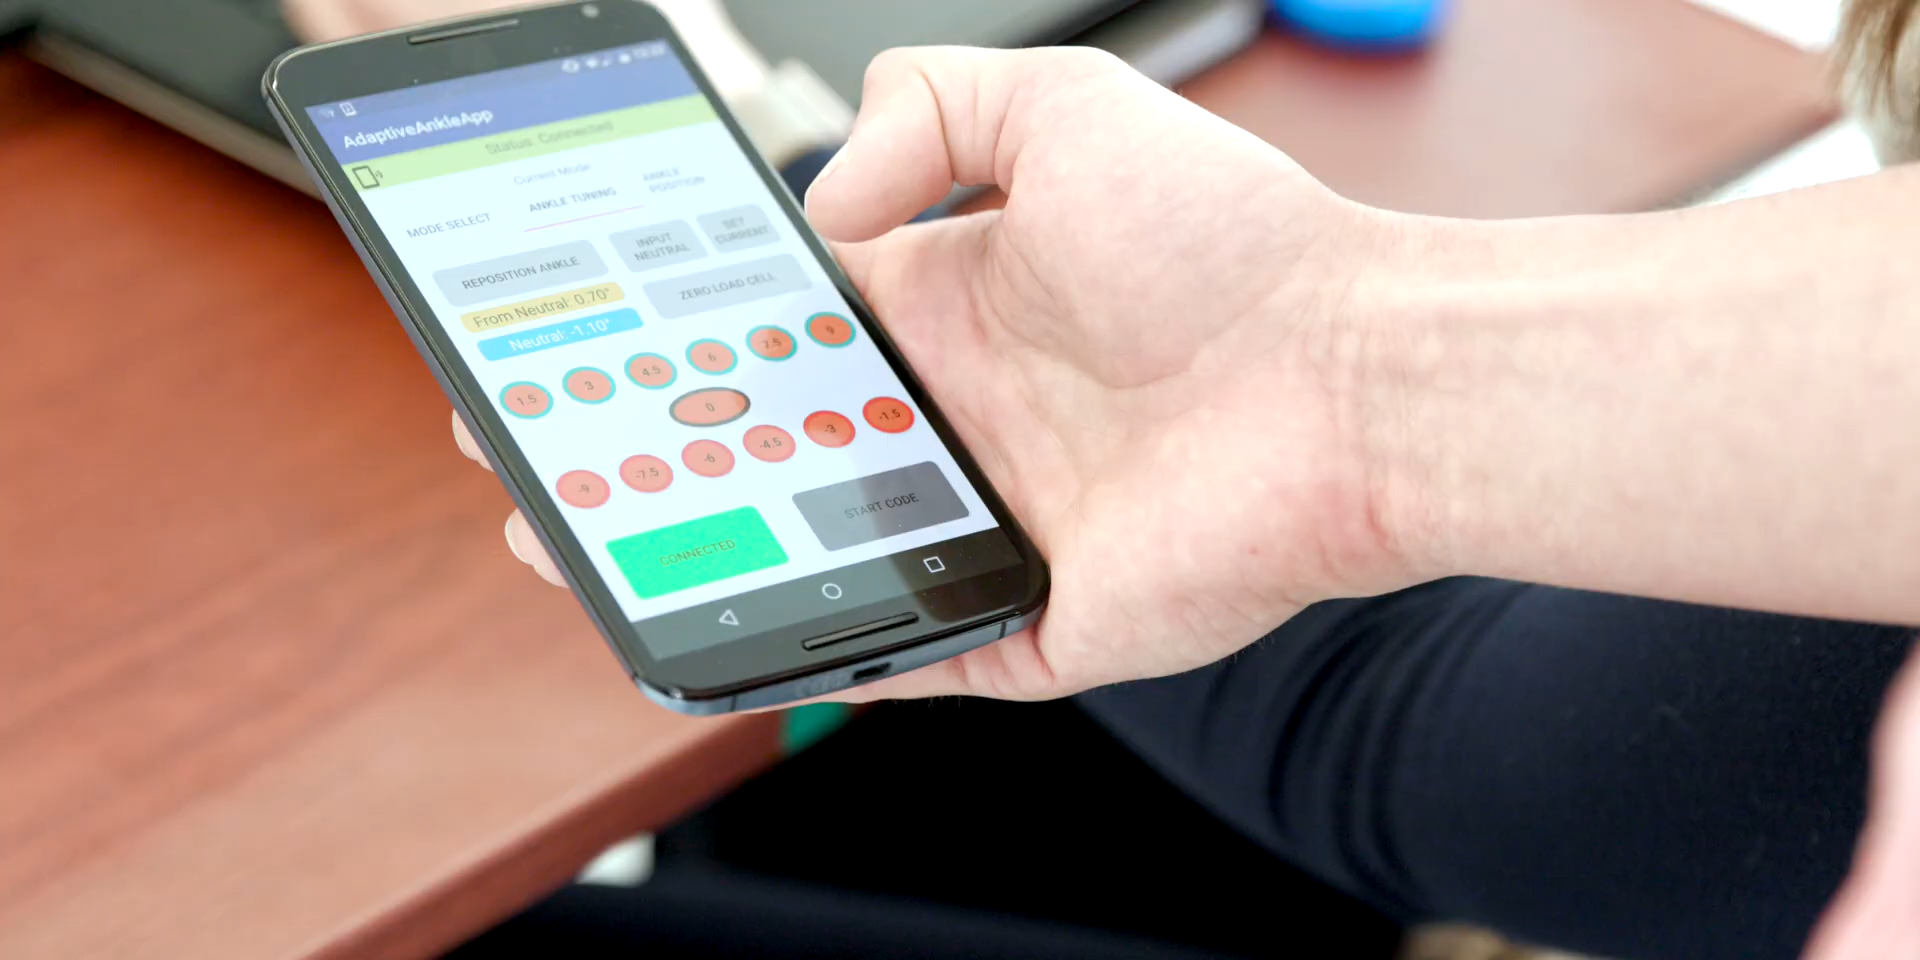 AdaptiveAnkleApp
Status: Connected
Current Mode
MODE SELECT
ANKLE TUNING
ANKLE
POSITION
REPOSITION ANKLE
INPUT
NEUTRAL
SET
CURRENT
From Neutral: 0.70°
ZERO LOAD CELL
Neutral: -1.10°
1.5 3 4.5 6 7.5 9
0
-9 -7.5 -6 -4.5 -3 -1.5
CONNECTED
START CODE